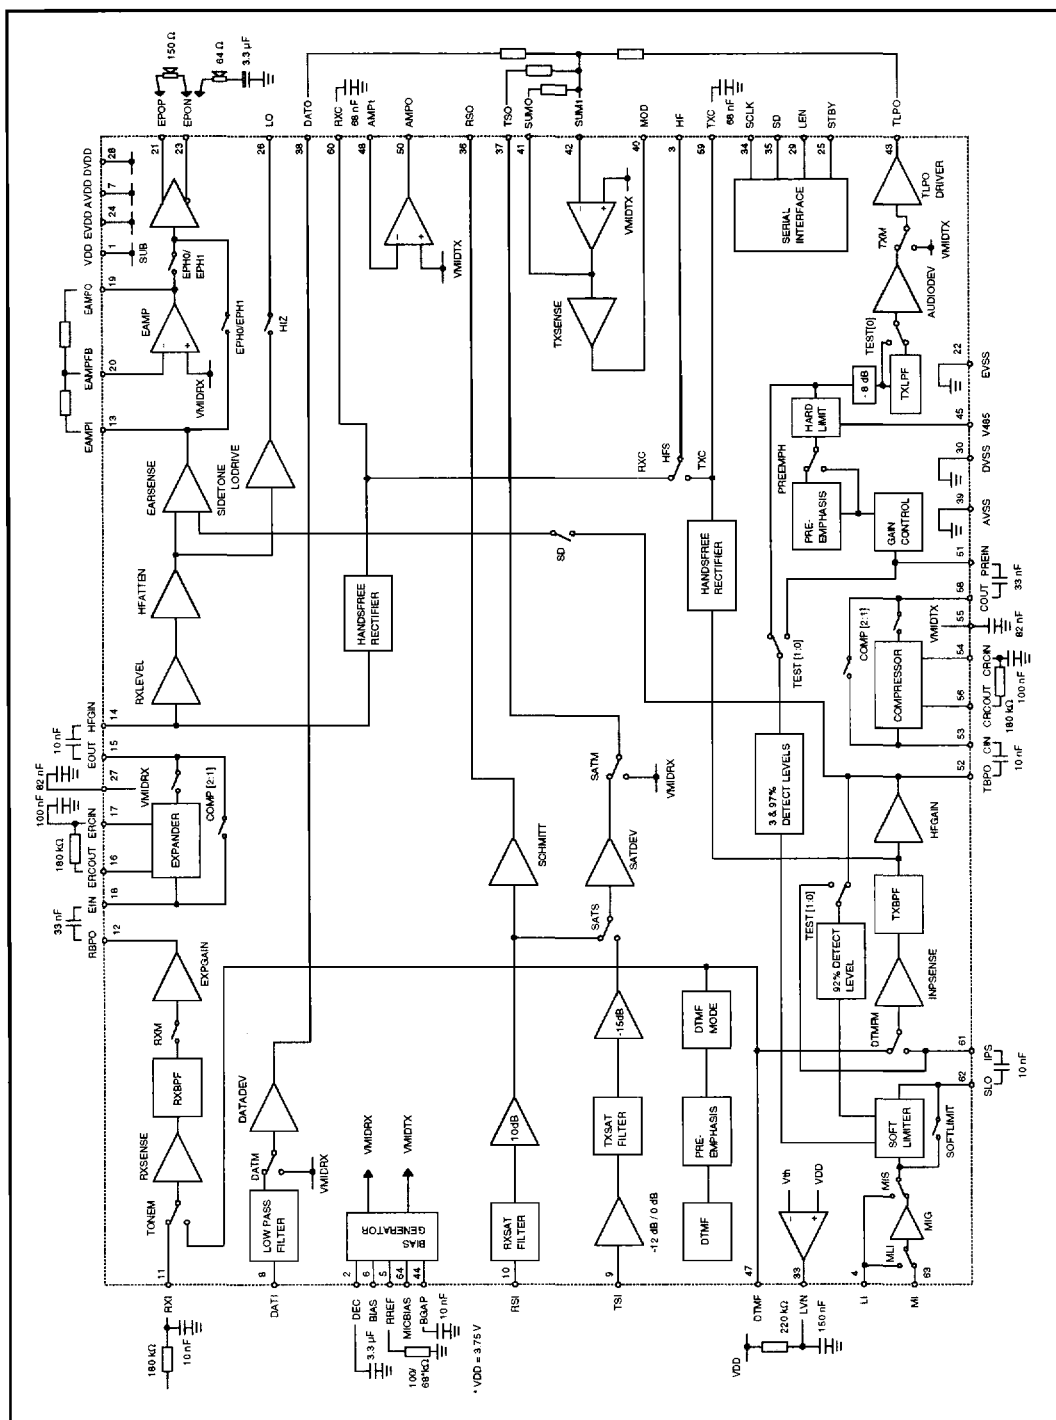 150 Ω
64 Ω
3.3 µF
EPOP
EPON
LO
DATO
RXC
68 nF
AMP1
AMPO
RSO
TSO
SUMO
SUM1
MOD
HF
TXC
68 nF
SCLK
SD
LEN
STBY
TLPO
21
23
26
38
60
48
50
36
37
41
42
40
3
59
34
35
29
25
43
VDD EVDD AVDD DVDD
1
24
7
28
SUB
EPH0/
EPH1
EAMPO
19
EAMP
EAMPFB
20
VMIDRX
EAMPI
13
EPH0/EPH1
HIZ
VMIDTX
VMIDTX
TXSENSE
SERIAL
INTERFACE
TLPO
DRIVER
TXM
VMIDTX
AUDIODEV
TEST[0]
TXLPF
- 8 dB
22
EVSS
45
V485
30
DVSS
39
AVSS
EARSENSE
SIDETONE
LODRIVE
HFATTEN
RXLEVEL
HANDSFREE
RECTIFIER
RXC
HFS
TXC
SD
HANDSFREE
RECTIFIER
HARD
LIMIT
PREEMPH
PRE-
EMPHASIS
GAIN
CONTROL
51
PREIN
58
COUT
33 nF
55
VMIDTX
82 nF
54
CRCIN
100 nF
56
CRCOUT
180 kΩ
53
CIN
10 nF
52
TBPO
COMP [2:1]
COMPRESSOR
TEST [1:0]
3 & 97%
DETECT LEVELS
HFGAIN
HFGIN
14
10 nF
EOUT
15
82 nF
27
VMIDRX
100 nF
ERCIN
17
180 kΩ
ERCOUT
16
EIN
18
33 nF
RBPO
12
EXPANDER
COMP [2:1]
SCHMITT
SATM
VMIDRX
SATDEV
SATS
TEST [1:0]
92% DETECT
LEVEL
TXBPF
INPSENSE
DTMFM
61
IPS
10 nF
62
SLO
EXPGAIN
RXM
RXBPF
RXSENSE
TONEM
DATADEV
DATM
VMIDRX
LOW PASS
FILTER
VMIDRX
VMIDTX
BIAS
GENERATOR
10dB
RXSAT
FILTER
-15dB
TXSAT
FILTER
-12 dB / 0 dB
DTMF
MODE
PRE-
EMPHASIS
DTMF
Vth
VDD
SOFT
LIMITER
SOFTLIMIT
MIS
MIG
MLI
11
8
2
6
5
64
44
10
9
47
33
4
63
RXI
180 kΩ
10 nF
DATI
DEC
BIAS
RREF
MICBIAS
BGAP
3.3 µF
100/
68*kΩ
10 nF
* VDD = 3.75 V
RSI
TSI
DTMF
LVN
VDD
220 kΩ
150 nF
LI
MI